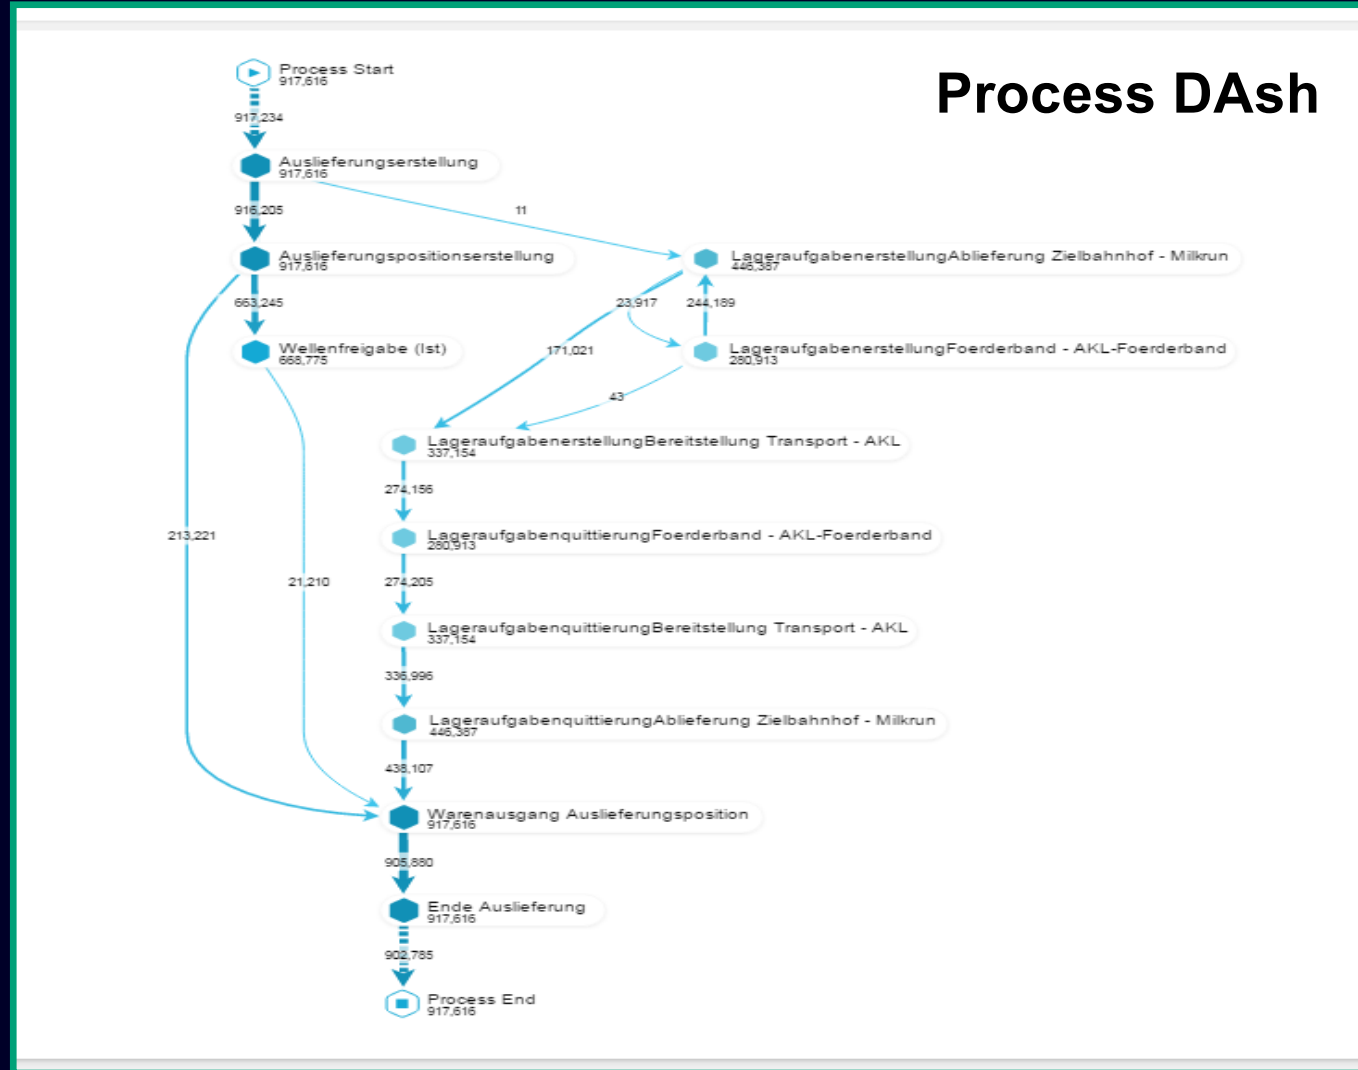 Process DAsh
Process Start
917,616
917,234
Auslieferungserstellung
917,616
916,205
11
Auslieferungspositionserstellung
917,616
LageraufgabenerstellungAblieferung Zielbahnhof - Milkrun
446,387
663,245
23,917
244,189
Wellenfreigabe (Ist)
668,775
171,021
LageraufgabenerstellungFoerderband - AKL-Foerderband
280,913
43
LageraufgabenerstellungBereitstellung Transport - AKL
337,154
274,156
213,221
LageraufgabenquittierungFoerderband - AKL-Foerderband
280,913
21,210
274,205
LageraufgabenquittierungBereitstellung Transport - AKL
337,154
336,996
LageraufgabenquittierungAblieferung Zielbahnhof - Milkrun
446,387
438,107
Warenausgang Auslieferungsposition
917,616
905,880
Ende Auslieferung
917,616
902,785
Process End
917,616